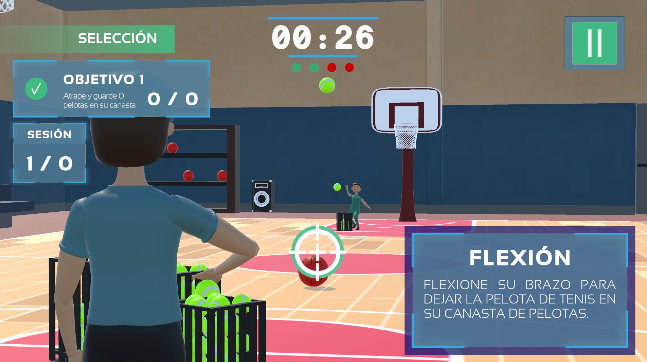 SELECCIÓN
00:26
OBJETIVO 1
Atrape y guarde 0
pelotas en su canasta
0 / 0
SESIÓN
1 / 0
FLEXIÓN
FLEXIONE SU BRAZO PARA
DEJAR LA PELOTA DE TENIS EN
SU CANASTA DE PELOTAS.